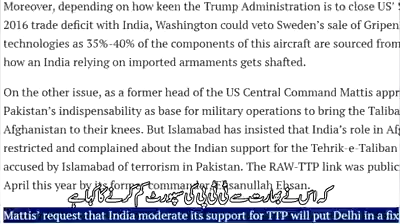 Moreover, depending on how keen the Trump Administration is to close US'
2016 trade deficit with India, Washington could veto Sweden's sale of Gripen
technologies as 35%-40% of the components of this aircraft are sourced from
how an Indian relying on imported armaments gets shafted.
On the other issue, as a former head of the US Central Command Mattis appr
Pakistan's indispensability as base for military operations to bring the Taliba
Afghanistan to their knees. But Islamabad has insisted that India's role in Af
restricted and complained about the Indian support for the Tehrik-e-Taliban
accused by Islamabad of terrorism in Pakistan. The RAW-TTP link was public
April this year by its former commander Ehsanullah Ehsan.
کہ اس نے بھارت سے ٹی ٹی پی کی سپورٹ کم کرنے کا کہا ہے
Mattis' request that India moderate its support for TTP will put Delhi in a fix